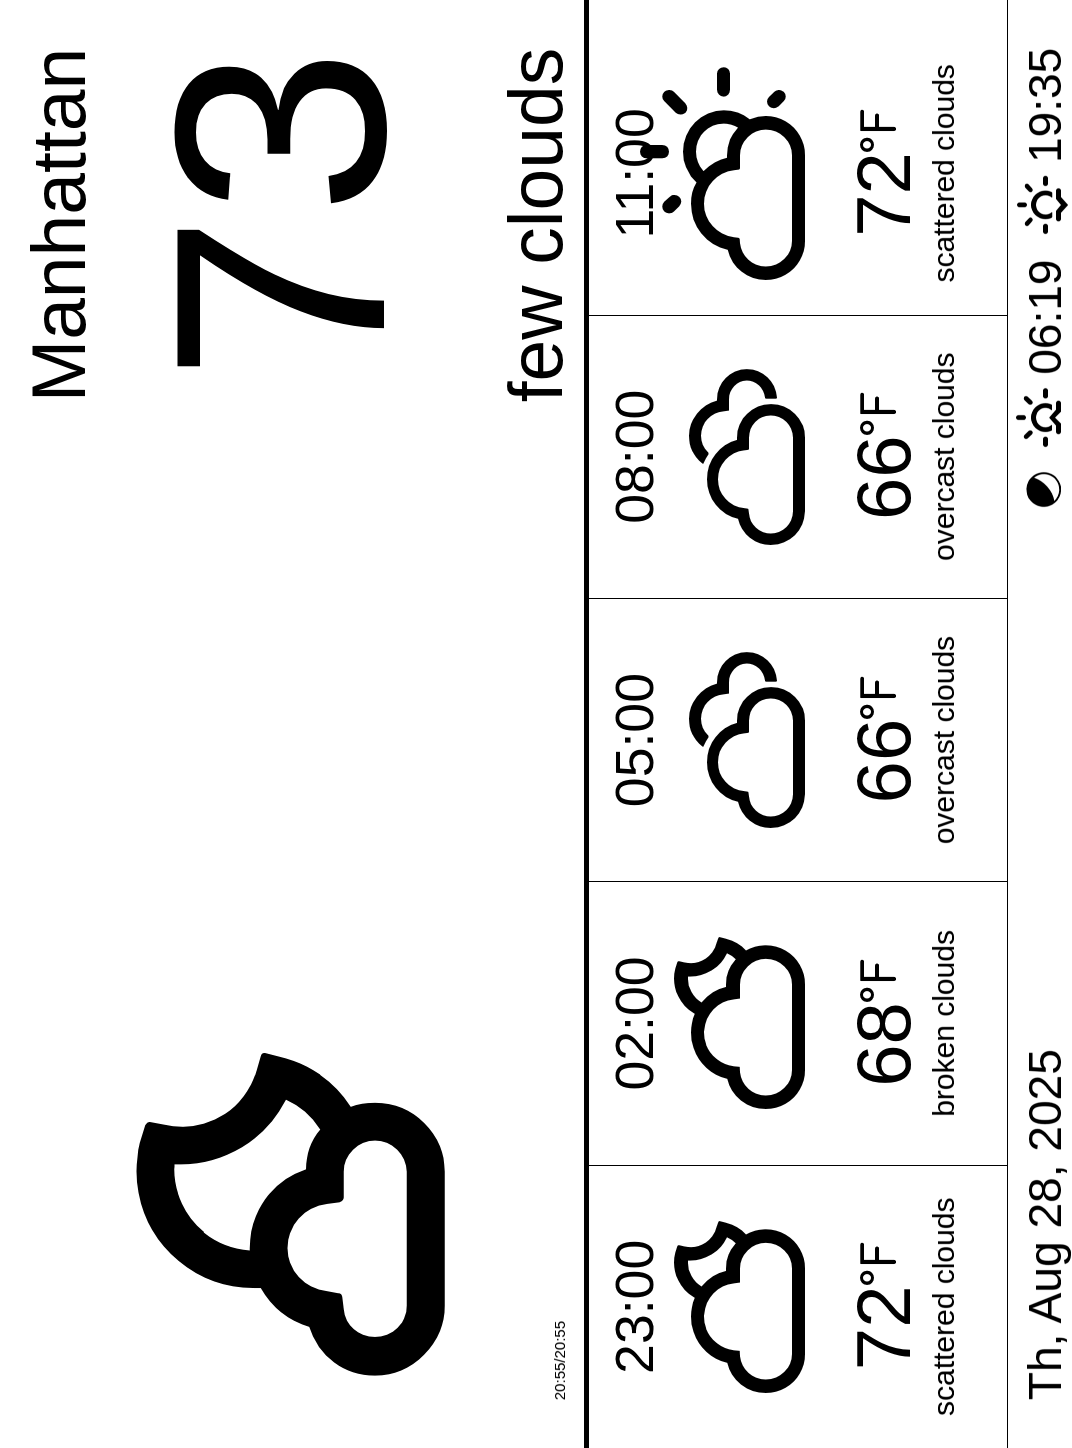 Manhattan
73
few clouds
20:55/20:55
23:00
72°F
scattered clouds
02:00
68°F
broken clouds
05:00
66°F
overcast clouds
08:00
66°F
overcast clouds
11:00
72°F
scattered clouds
Th, Aug 28, 2025
06:19 19:35